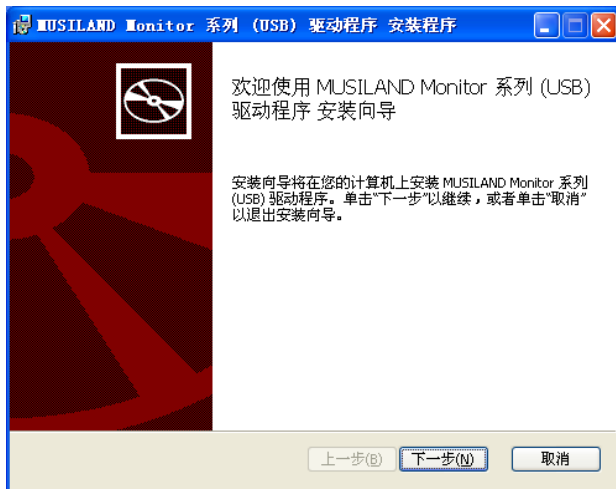 MUSILAND Monitor 系列 (USB) 驱动程序 安装程序
欢迎使用 MUSILAND Monitor 系列 (USB)
驱动程序 安装向导
安装向导将在您的计算机上安装 MUSILAND Monitor 系列
(USB) 驱动程序。单击“下一步”以继续，或者单击“取消”
以退出安装向导。
上一步(B) 下一步(N) 取消